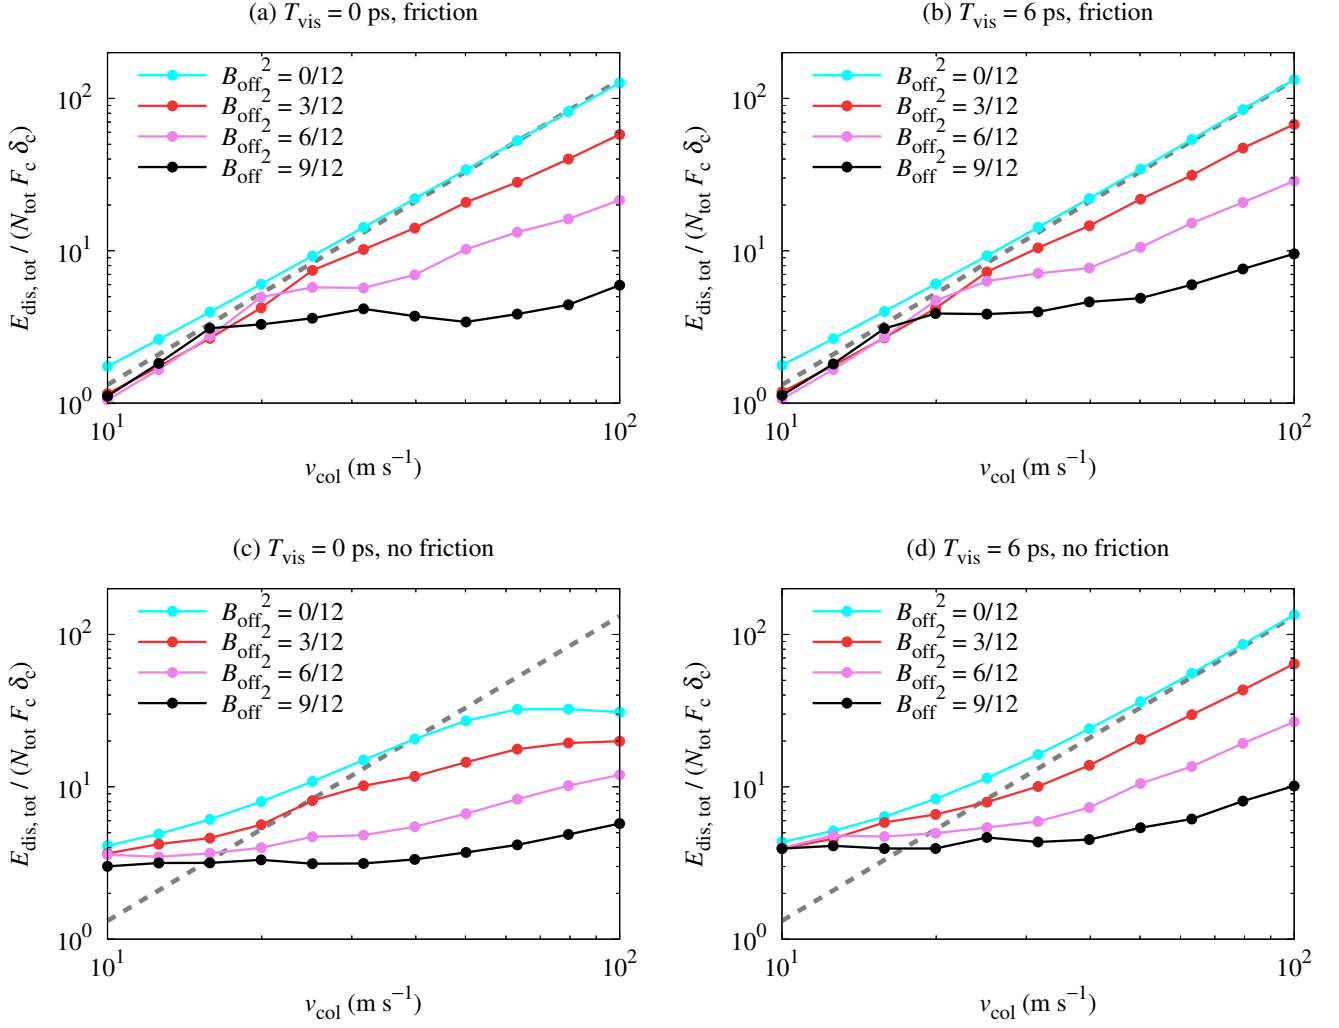 (a) T_vis = 0 ps, friction
E_dis, tot / (N_tot F_c δ_c)
10^2
10^1
10^0
B_off^2 = 0/12
B_off^2 = 3/12
B_off^2 = 6/12
B_off^2 = 9/12
10^1
10^2
v_col (m s^−1)
(b) T_vis = 6 ps, friction
E_dis, tot / (N_tot F_c δ_c)
10^2
10^1
10^0
B_off^2 = 0/12
B_off^2 = 3/12
B_off^2 = 6/12
B_off^2 = 9/12
10^1
10^2
v_col (m s^−1)
(c) T_vis = 0 ps, no friction
E_dis, tot / (N_tot F_c δ_c)
10^2
10^1
10^0
B_off^2 = 0/12
B_off^2 = 3/12
B_off^2 = 6/12
B_off^2 = 9/12
10^1
10^2
v_col (m s^−1)
(d) T_vis = 6 ps, no friction
E_dis, tot / (N_tot F_c δ_c)
10^2
10^1
10^0
B_off^2 = 0/12
B_off^2 = 3/12
B_off^2 = 6/12
B_off^2 = 9/12
10^1
10^2
v_col (m s^−1)